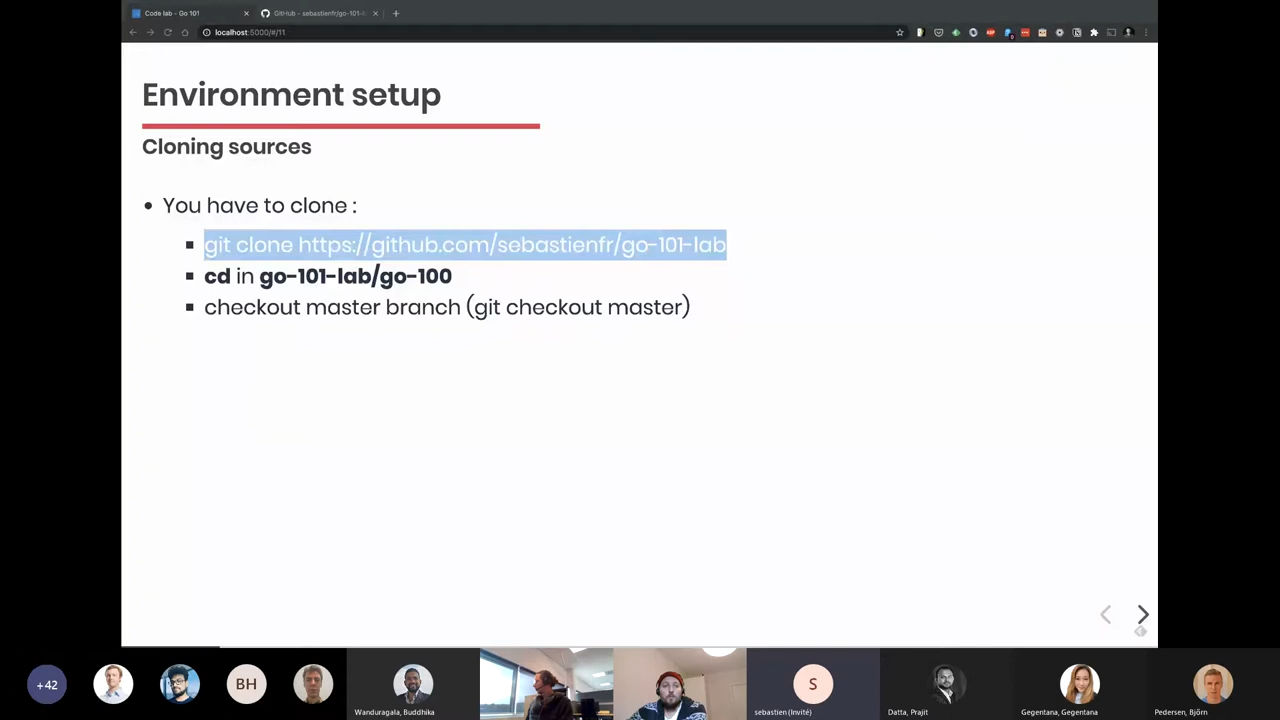 Code lab - Go 101
GitHub - sebastienfr/go-101-l
localhost:5000/#/11
Environment setup
Cloning sources
You have to clone :
git clone https://github.com/sebastienfr/go-101-lab
cd in go-101-lab/go-100
checkout master branch (git checkout master)
+42
BH
S
Wanduragala, Buddhika
sebastien (Invité)
Datta, Prajit
Gegentana, Gegentana
Pedersen, Björn